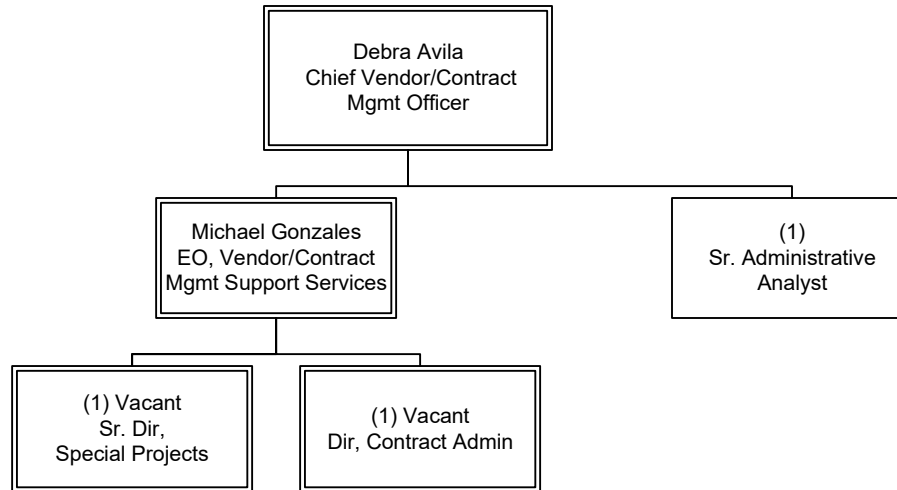 Debra Avila
Chief Vendor/Contract
Mgmt Officer
Michael Gonzales
EO, Vendor/Contract
Mgmt Support Services
(1)
Sr. Administrative
Analyst
(1) Vacant
Sr. Dir,
Special Projects
(1) Vacant
Dir, Contract Admin